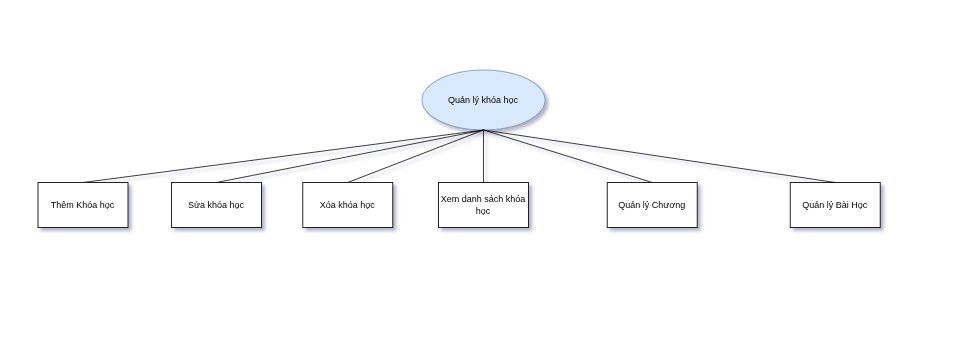 Quản lý khóa học
Thêm Khóa học
Sửa khóa học
Xóa khóa học
Xem danh sách khóa
học
Quản lý Chương
Quản lý Bài Học